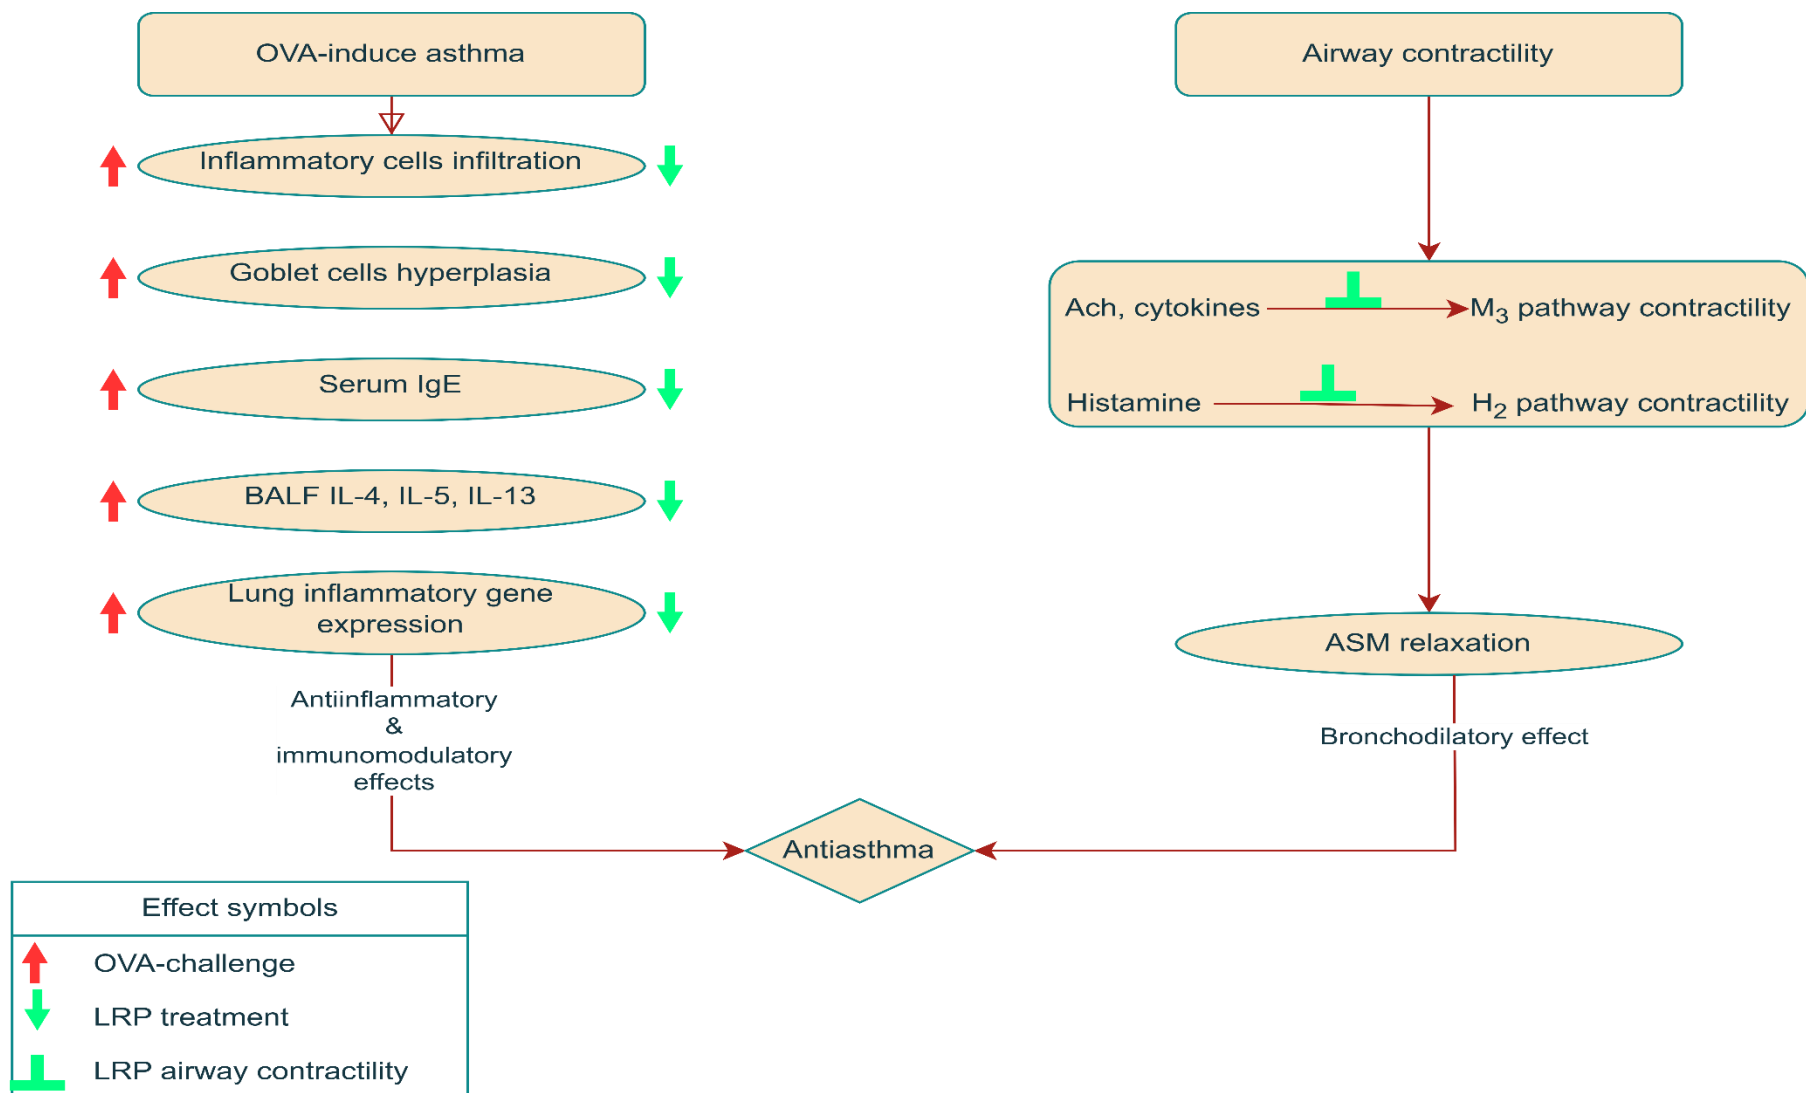 OVA-induce asthma
Inflammatory cells infiltration
Goblet cells hyperplasia
Serum IgE
BALF IL-4, IL-5, IL-13
Lung inflammatory gene
expression
Antiinflammatory
&
immunomodulatory
effects
Airway contractility
Ach, cytokines M₃ pathway contractility
Histamine H₂ pathway contractility
ASM relaxation
Bronchodilatory effect
Antiasthma
Effect symbols
OVA-challenge
LRP treatment
LRP airway contractility